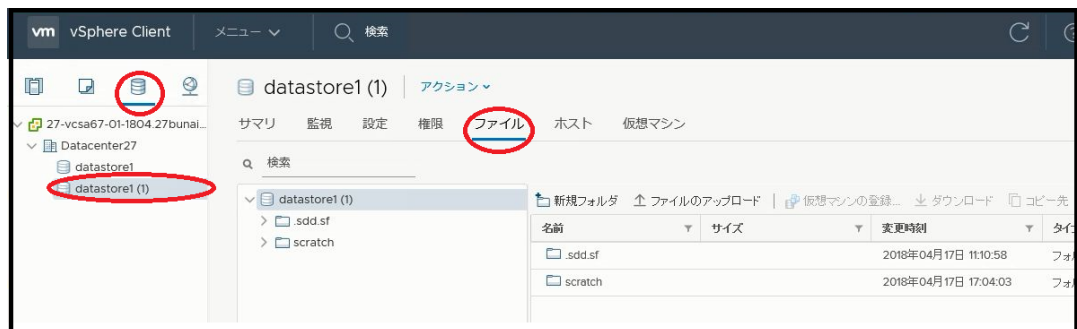 vm vSphere Client メニュー 検索
datastore1 (1) アクション
27-vcsa67-01-1804.27bunai...
Datacenter27
datastore1
datastore1 (1)
サマリ 監視 設定 権限 ファイル ホスト 仮想マシン
検索
datastore1 (1)
.sdd.sf
scratch
新規フォルダ ファイルのアップロード 仮想マシンの登録... ダウンロード コピー先
名前 サイズ 変更時刻
.sdd.sf 2018年04月17日 11:10:58
scratch 2018年04月17日 17:04:03